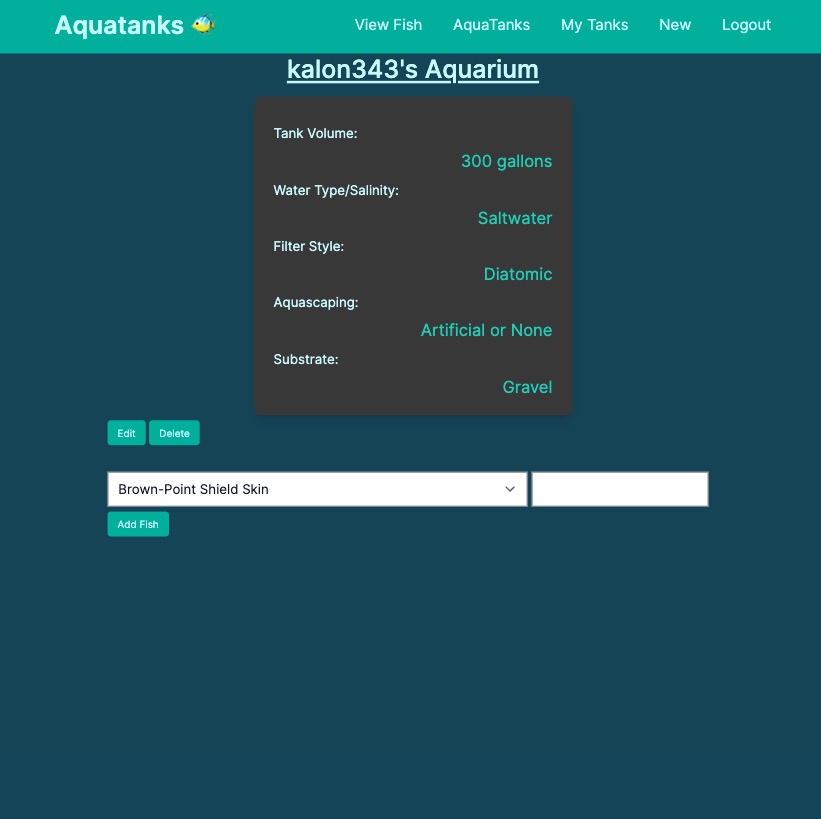 Aquatanks 🐠 View Fish AquaTanks My Tanks New Logout
kalon343's Aquarium
Tank Volume:
300 gallons
Water Type/Salinity:
Saltwater
Filter Style:
Diatomic
Aquascaping:
Artificial or None
Substrate:
Gravel
Edit Delete
Brown-Point Shield Skin
Add Fish